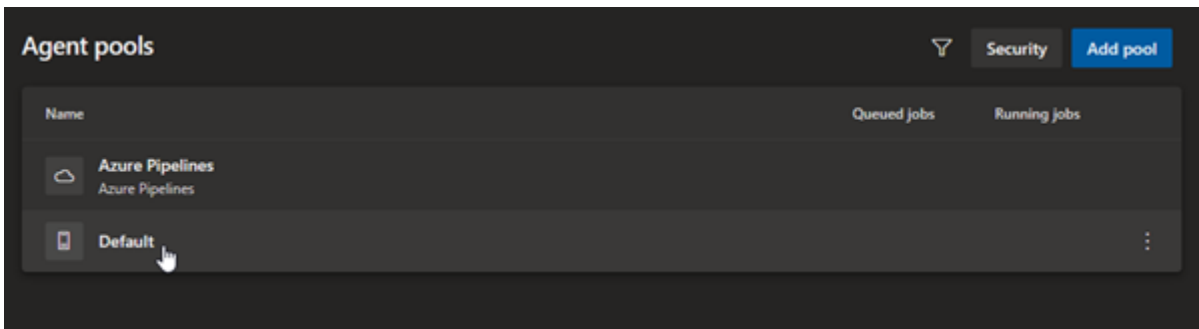 Agent pools
Security
Add pool
Name
Queued jobs
Running jobs
Azure Pipelines
Azure Pipelines
Default